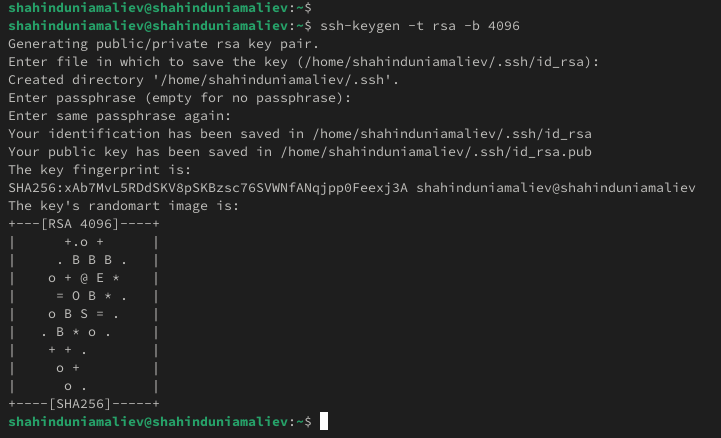 shahinduniamaliev@shahinduniamaliev:~$
shahinduniamaliev@shahinduniamaliev:~$ ssh-keygen -t rsa -b 4096
Generating public/private rsa key pair.
Enter file in which to save the key (/home/shahinduniamaliev/.ssh/id_rsa):
Created directory '/home/shahinduniamaliev/.ssh'.
Enter passphrase (empty for no passphrase):
Enter same passphrase again:
Your identification has been saved in /home/shahinduniamaliev/.ssh/id_rsa
Your public key has been saved in /home/shahinduniamaliev/.ssh/id_rsa.pub
The key fingerprint is:
SHA256:xAb7MvL5RDdSKV8pSKBzsc76SVWNfANqjpp0Feexj3A shahinduniamaliev@shahinduniamaliev
The key's randomart image is:
+---[RSA 4096]----+
|      +.o +      |
|     . B B B .   |
|    o + @ E *    |
|     = O B * .   |
|    o B S = .    |
|   . B * o .     |
|    + + .        |
|     o +         |
|      o .        |
+----[SHA256]-----+
shahinduniamaliev@shahinduniamaliev:~$